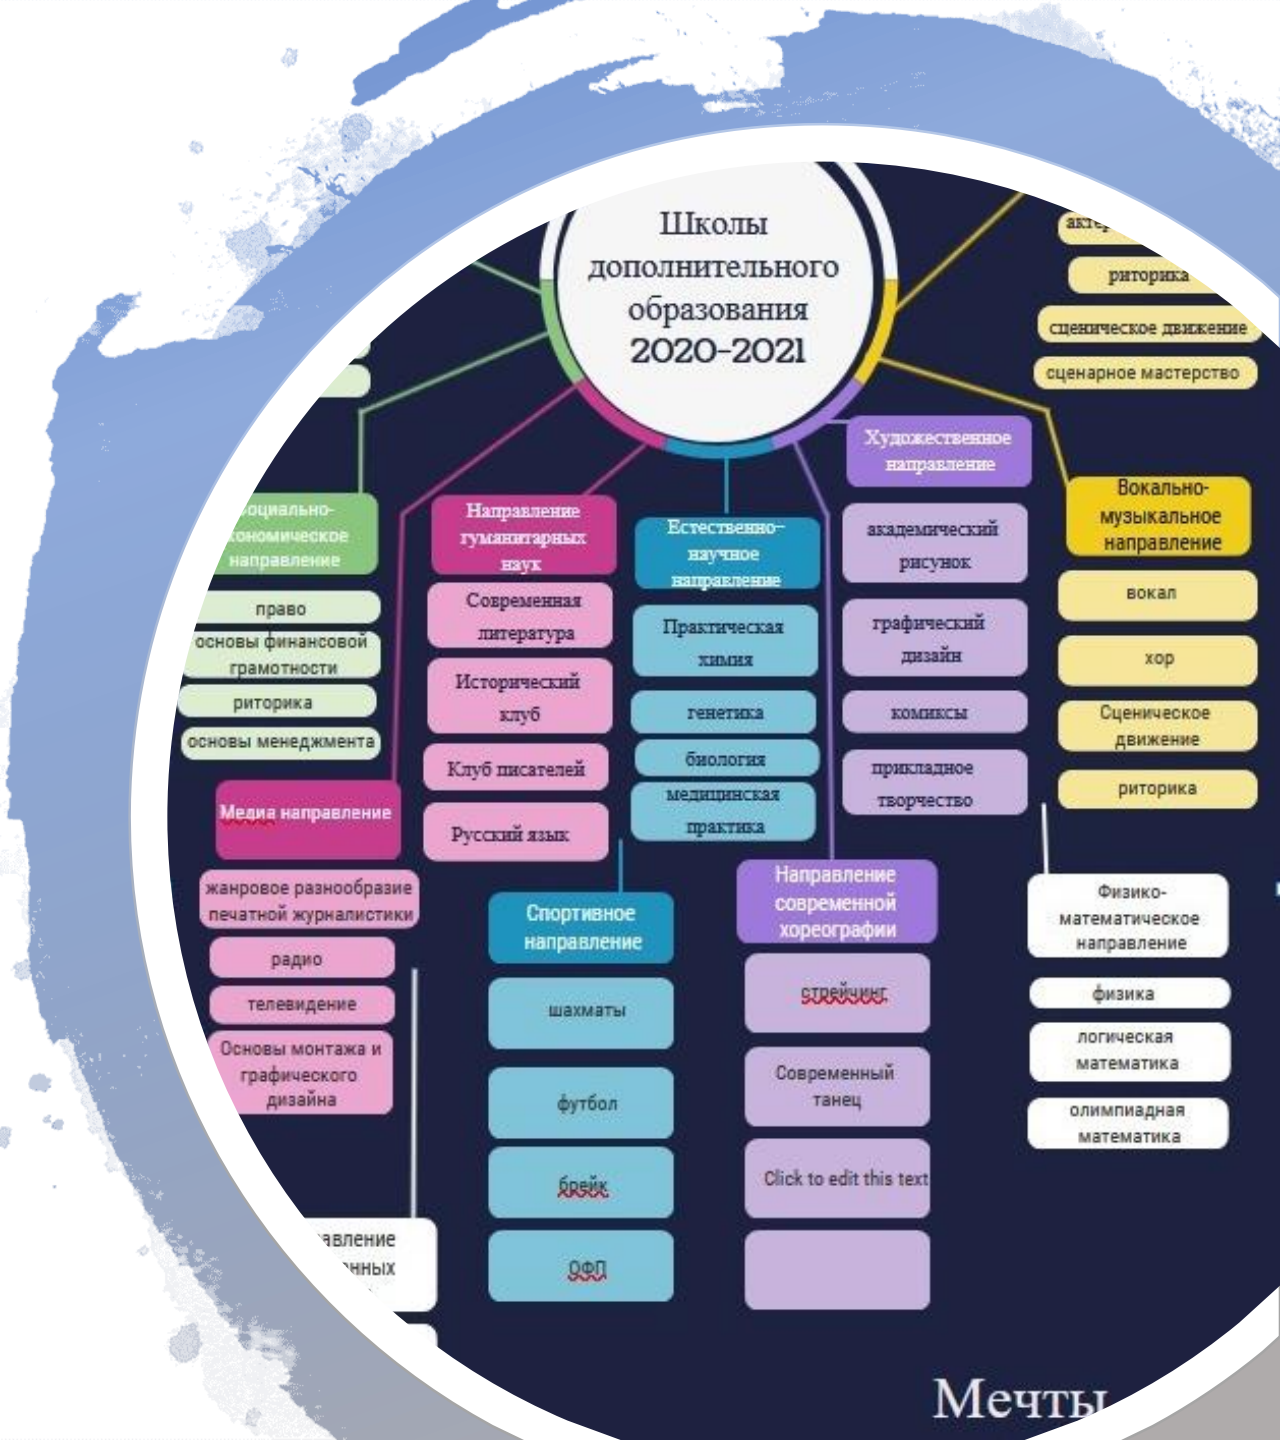 Школы
дополнительного
образования
2020-2021
риторика
сценическое движение
сценарное мастерство
направление
право
основы финансовой
грамотности
риторика
основы менеджмента
Медиа направление
жанровое разнообразие
печатной журналистики
радио
телевидение
Основы монтажа и
графического
дизайна
Направление
гуманитарных
наук
Современная
литература
Исторический
клуб
Клуб писателей
Русский язык
Естественно-
научное
направление
Практическая
химия
генетика
биология
медицинская
практика
Художественное
направление
академический
рисунок
графический
дизайн
комиксы
прикладное
творчество
Вокально-
музыкальное
направление
вокал
хор
Сценическое
движение
риторика
Спортивное
направление
шахматы
футбол
брейк
ОФП
Направление
современной
хореографии
стрейчинг
Современный
танец
Click to edit this text
Физико-
математическое
направление
физика
логическая
математика
олимпиадная
математика
Мечты